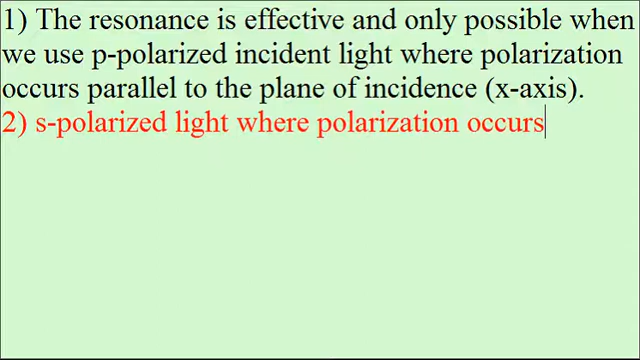 1) The resonance is effective and only possible when
we use p-polarized incident light where polarization
occurs parallel to the plane of incidence (x-axis).
2) s-polarized light where polarization occurs